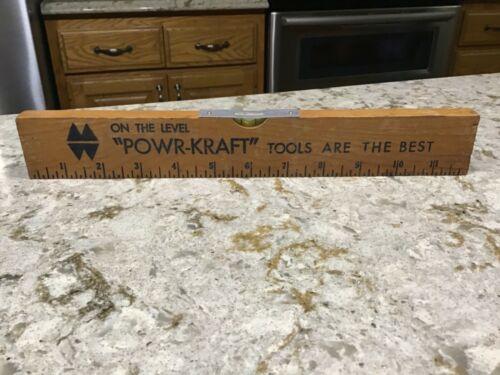 ON THE LEVEL
"POWR-KRAFT" TOOLS ARE THE BEST
1 2 3 4 5 6 7 8 9 10 11